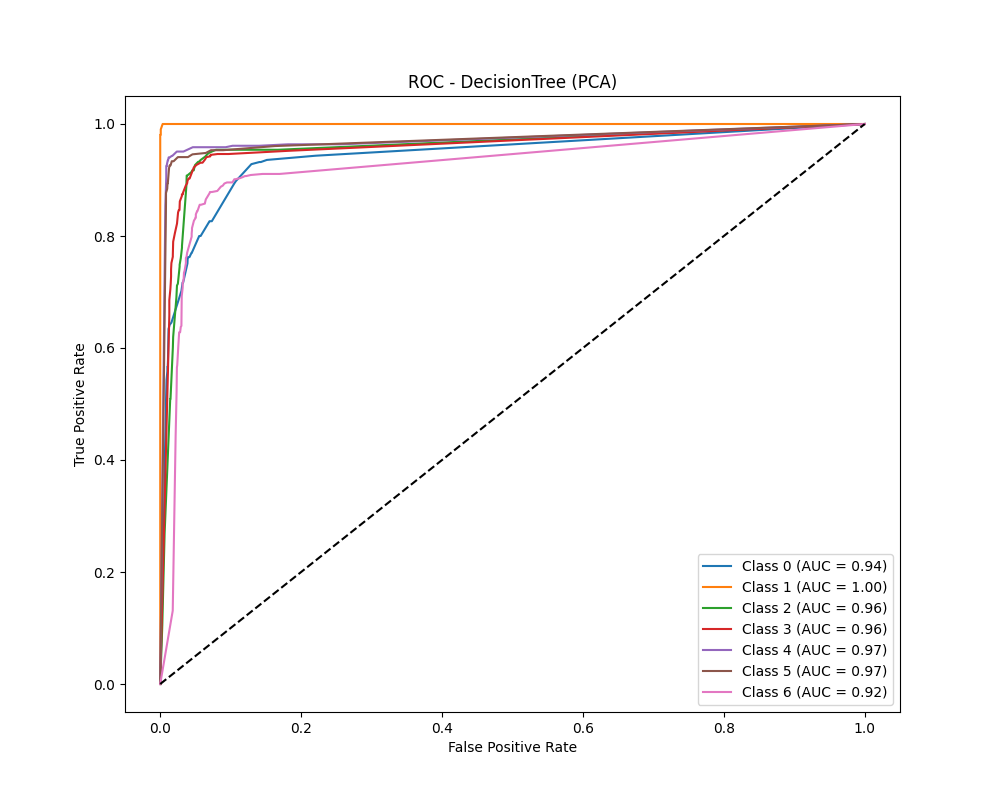 ROC - DecisionTree (PCA)
True Positive Rate
1.0
0.8
0.6
0.4
0.2
0.0
0.0 0.2 0.4 0.6 0.8 1.0
False Positive Rate
Class 0 (AUC = 0.94)
Class 1 (AUC = 1.00)
Class 2 (AUC = 0.96)
Class 3 (AUC = 0.96)
Class 4 (AUC = 0.97)
Class 5 (AUC = 0.97)
Class 6 (AUC = 0.92)